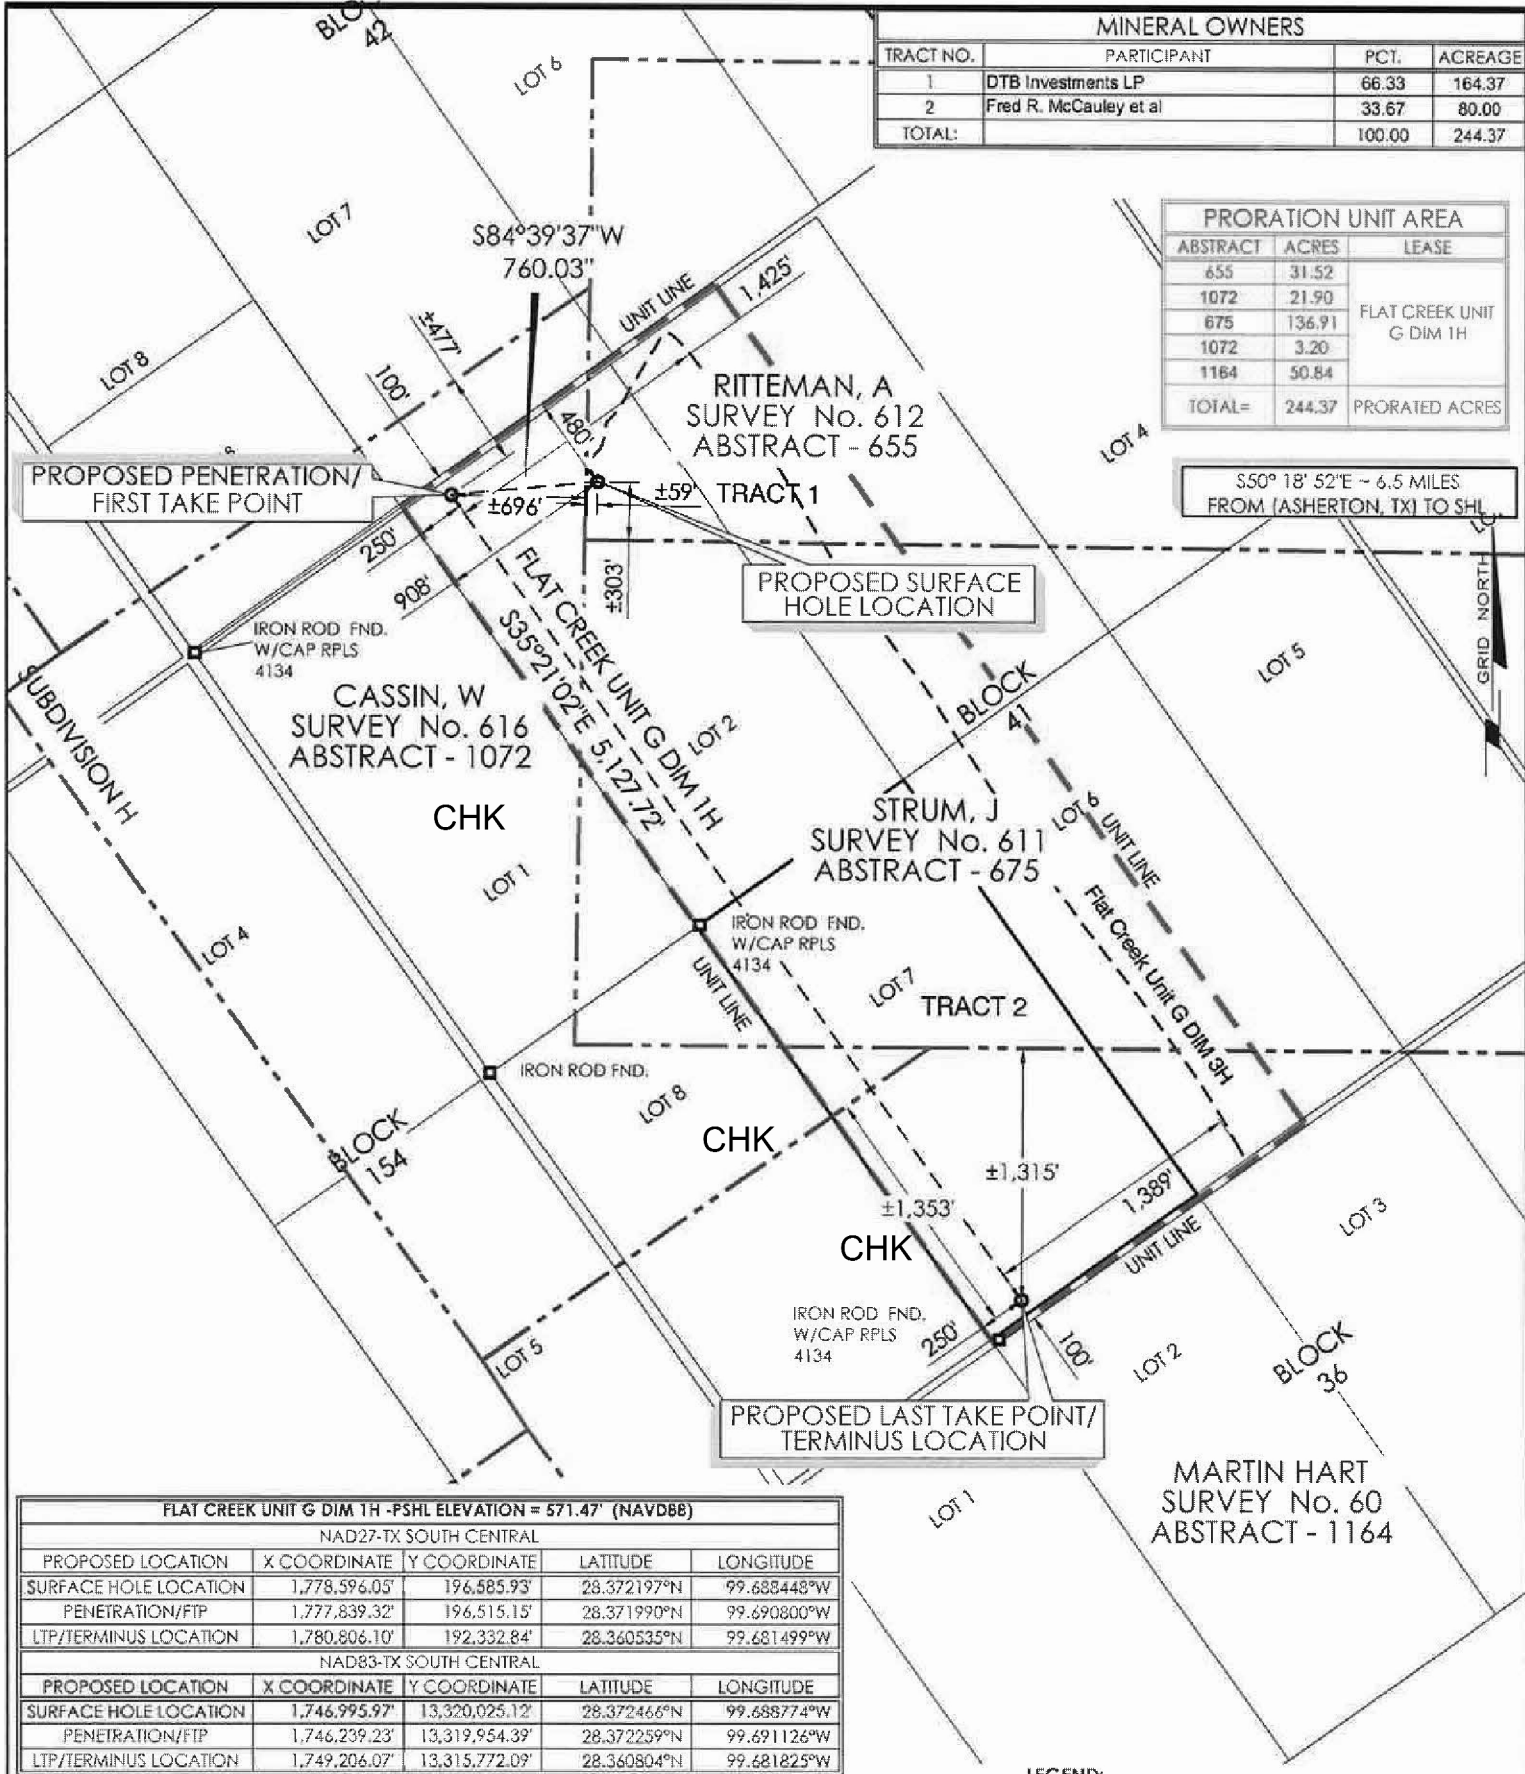 MINERAL OWNERS
TRACT NO. PARTICIPANT PCT. ACREAGE
1 DTB Investments LP 66.33 164.37
2 Fred R. McCauley et al 33.67 80.00
TOTAL: 100.00 244.37
PRORATION UNIT AREA
ABSTRACT ACRES LEASE
655 31.52
1072 21.90
FLAT CREEK UNIT
675 136.91
G DIM 1H
1072 3.20
1164 50.84
TOTAL= 244.37 PRORATED ACRES
S50° 18' 52"E ~ 6.5 MILES
FROM (ASHERTON, TX) TO SHL
GRID NORTH
42
LOT 6
LOT 7
LOT 8
S84°39'37"W
760.03"
UNIT LINE
1,425'
±477'
100'
480'
RITTEMAN, A
SURVEY No. 612
ABSTRACT - 655
LOT 4
PROPOSED PENETRATION/
FIRST TAKE POINT
±696'
±59'
TRACT 1
250'
908'
±303'
PROPOSED SURFACE
HOLE LOCATION
IRON ROD FND.
W/CAP RPLS
4134
FLAT CREEK UNIT G DIM 1H
S35°21'02"E 5,127.72'
SUBDIVISION H
CASSIN, W
SURVEY No. 616
ABSTRACT - 1072
LOT 2
BLOCK
41
LOT 5
CHK
STRUM, J
SURVEY No. 611
ABSTRACT - 675
LOT 6
UNIT LINE
LOT 1
LOT 4
IRON ROD FND.
W/CAP RPLS
4134
UNIT LINE
LOT 7
TRACT 2
Flat Creek Unit G DIM 3H
IRON ROD FND.
LOT 8
CHK
BLOCK
154
±1,315'
±1,353'
1,389'
CHK
UNIT LINE
LOT 3
IRON ROD FND.
W/CAP RPLS
4134
250'
100'
LOT 2
BLOCK
36
LOT 5
PROPOSED LAST TAKE POINT/
TERMINUS LOCATION
LOT 1
MARTIN HART
SURVEY No. 60
ABSTRACT - 1164
FLAT CREEK UNIT G DIM 1H -PSHL ELEVATION = 571.47' (NAVD88)
NAD27-TX SOUTH CENTRAL
PROPOSED LOCATION X COORDINATE Y COORDINATE LATITUDE LONGITUDE
SURFACE HOLE LOCATION 1,778,596.05' 196,585.93' 28.372197°N 99.688448°W
PENETRATION/FTP 1,777,839.32' 196,515.15' 28.371990°N 99.690800°W
LTP/TERMINUS LOCATION 1,780,806.10' 192,332.84' 28.360535°N 99.681499°W
NAD83-TX SOUTH CENTRAL
PROPOSED LOCATION X COORDINATE Y COORDINATE LATITUDE LONGITUDE
SURFACE HOLE LOCATION 1,746,995.97' 13,320,025.12' 28.372466°N 99.688774°W
PENETRATION/FTP 1,746,239.23' 13,319,954.39' 28.372259°N 99.691126°W
LTP/TERMINUS LOCATION 1,749,206.07' 13,315,772.09' 28.360804°N 99.681825°W